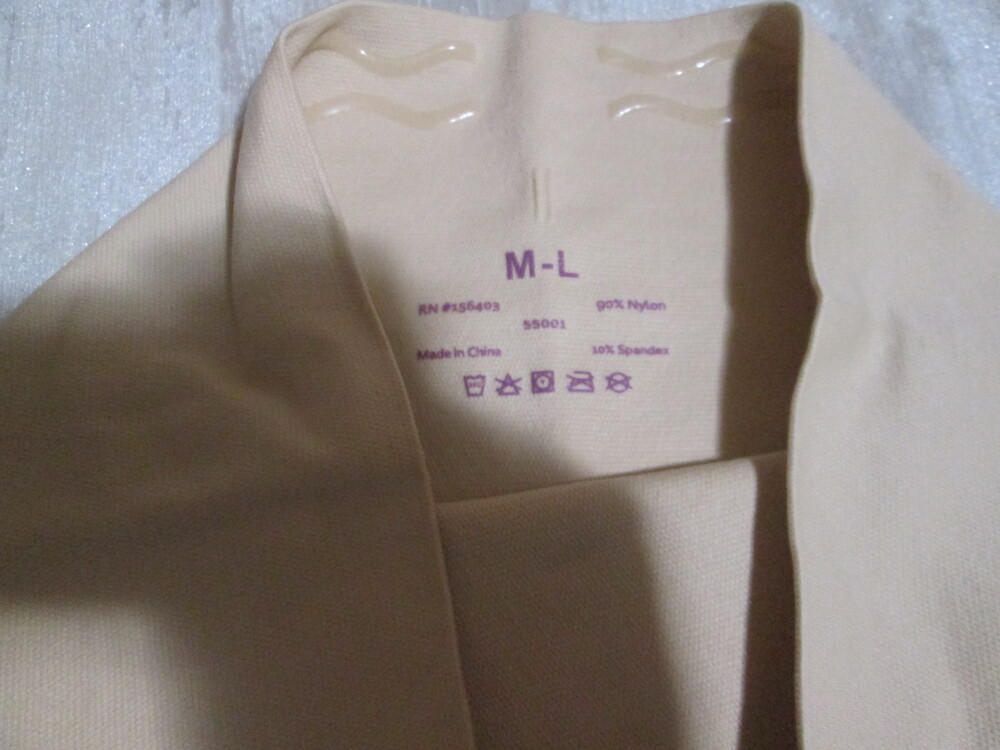 M-L
RN #156403 90% Nylon
55001
Made In China 10% Spandex